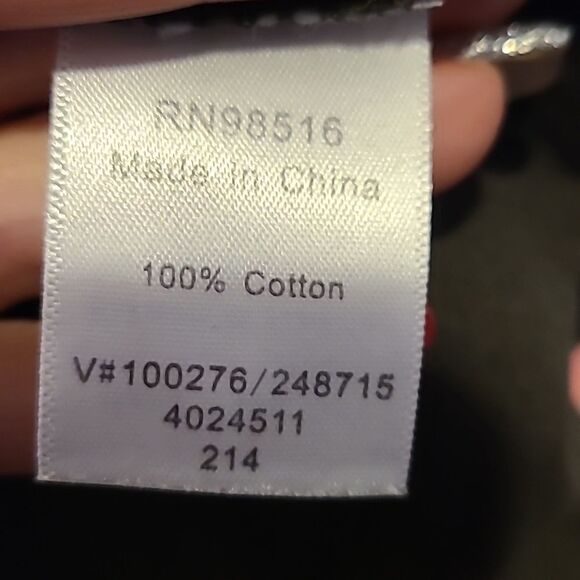 RN98516
Made in China
100% Cotton
V#100276/248715
4024511
214